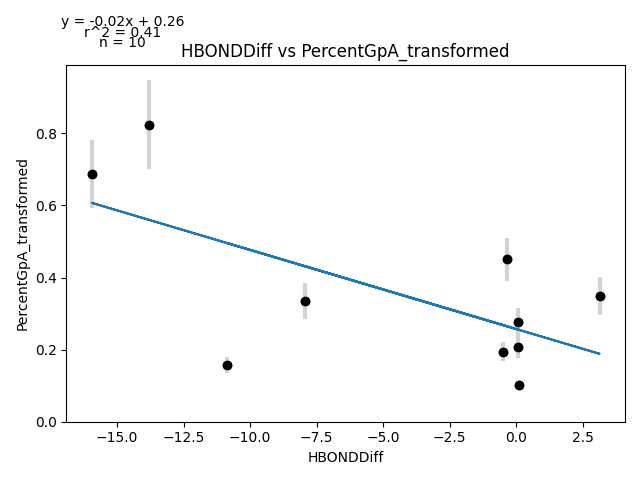 y = -0.02x + 0.26
r^2 = 0.41
n = 10
HBONDDiff vs PercentGpA_transformed
PercentGpA_transformed
0.8
0.6
0.4
0.2
0.0
−15.0 −12.5 −10.0 −7.5 −5.0 −2.5 0.0 2.5
HBONDDiff